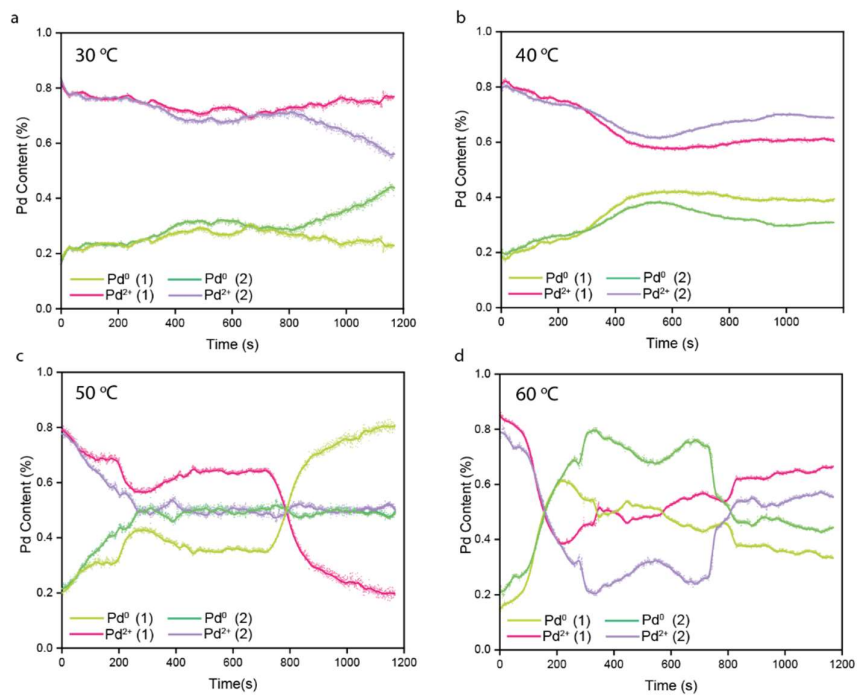 a
30 °C
Pd Content (%)
1.0
0.8
0.6
0.4
0.2
0.0
Pd⁰ (1) Pd⁰ (2)
Pd²⁺ (1) Pd²⁺ (2)
0 200 400 600 800 1000 1200
Time (s)
b
40 °C
Pd Content (%)
1.0
0.8
0.6
0.4
0.2
0.0
Pd⁰ (1) Pd⁰ (2)
Pd²⁺ (1) Pd²⁺ (2)
0 200 400 600 800 1000
Time (s)
c
50 °C
Pd Content (%)
1.0
0.8
0.6
0.4
0.2
0.0
Pd⁰ (1) Pd⁰ (2)
Pd²⁺ (1) Pd²⁺ (2)
0 200 400 600 800 1000 1200
Time(s)
d
60 °C
Pd Content (%)
1.0
0.8
0.6
0.4
0.2
0.0
Pd⁰ (1) Pd⁰ (2)
Pd²⁺ (1) Pd²⁺ (2)
0 200 400 600 800 1000 1200
Time (s)